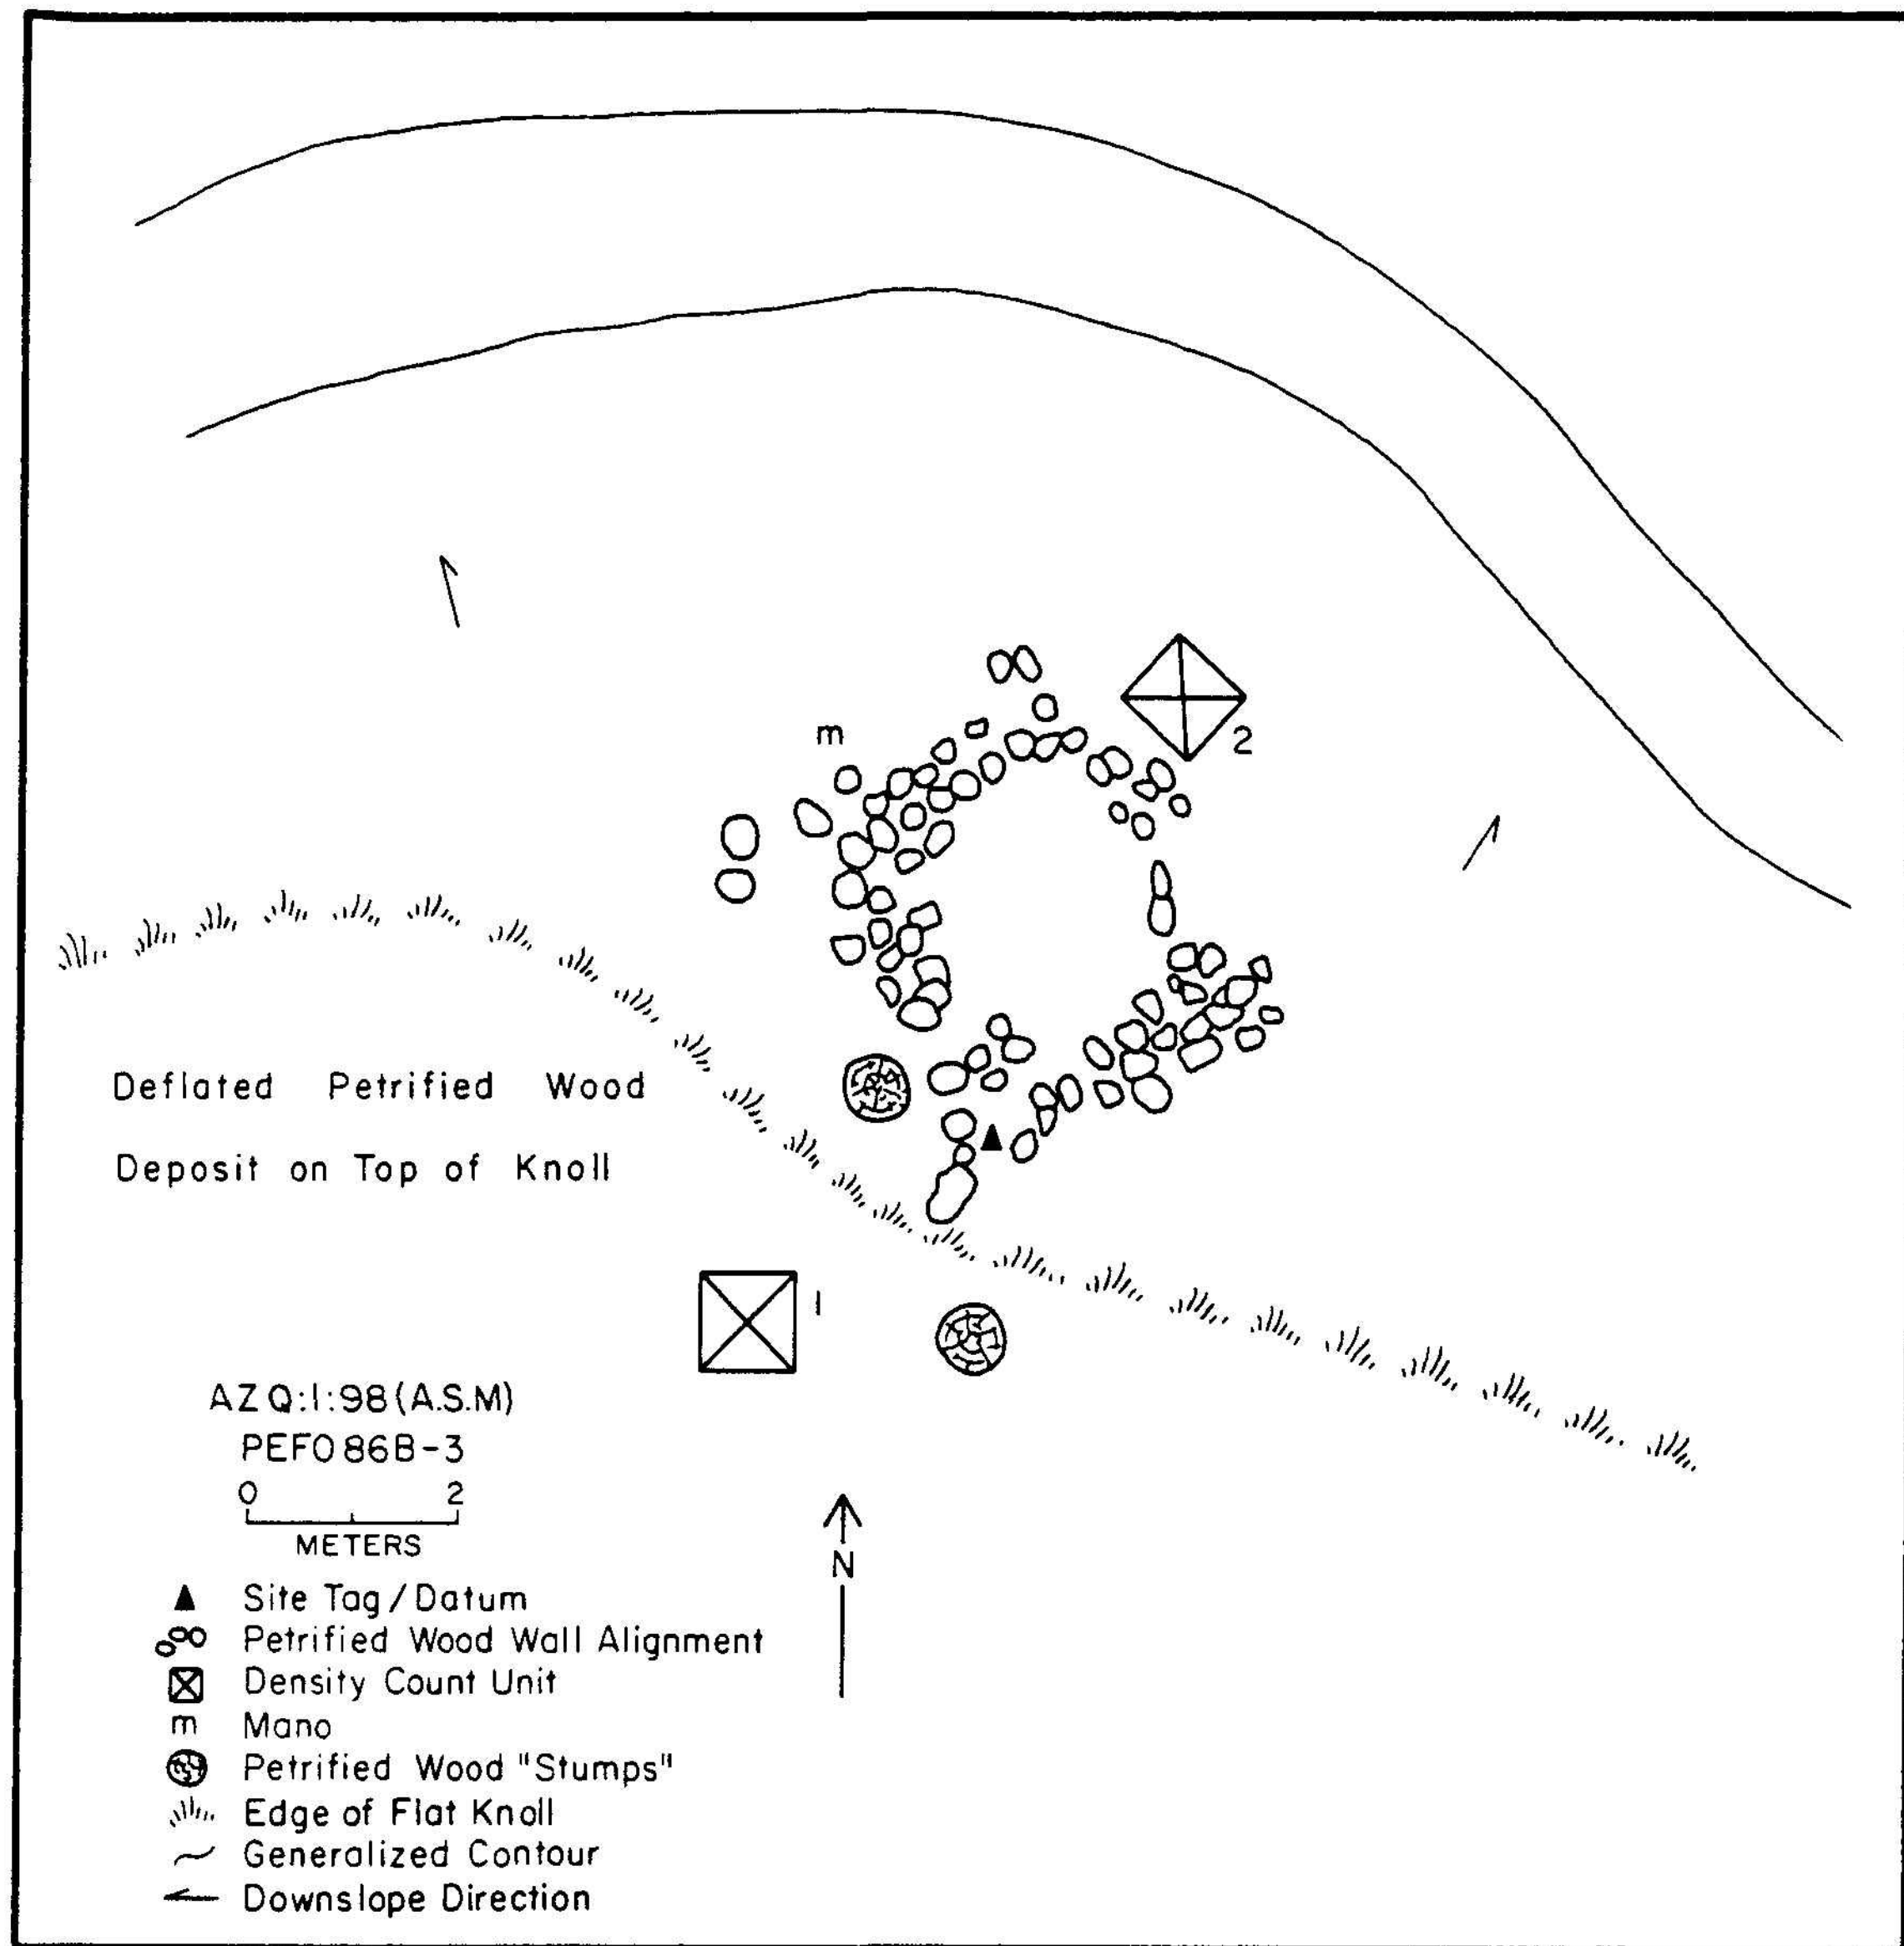 m
2
Deflated Petrified Wood
Deposit on Top of Knoll
1
AZ Q:1:98 (A.S.M)
PEFO 86B-3
0 2
METERS
N
Site Tag/Datum
Petrified Wood Wall Alignment
Density Count Unit
m Mano
Petrified Wood "Stumps"
Edge of Flat Knoll
Generalized Contour
Downslope Direction